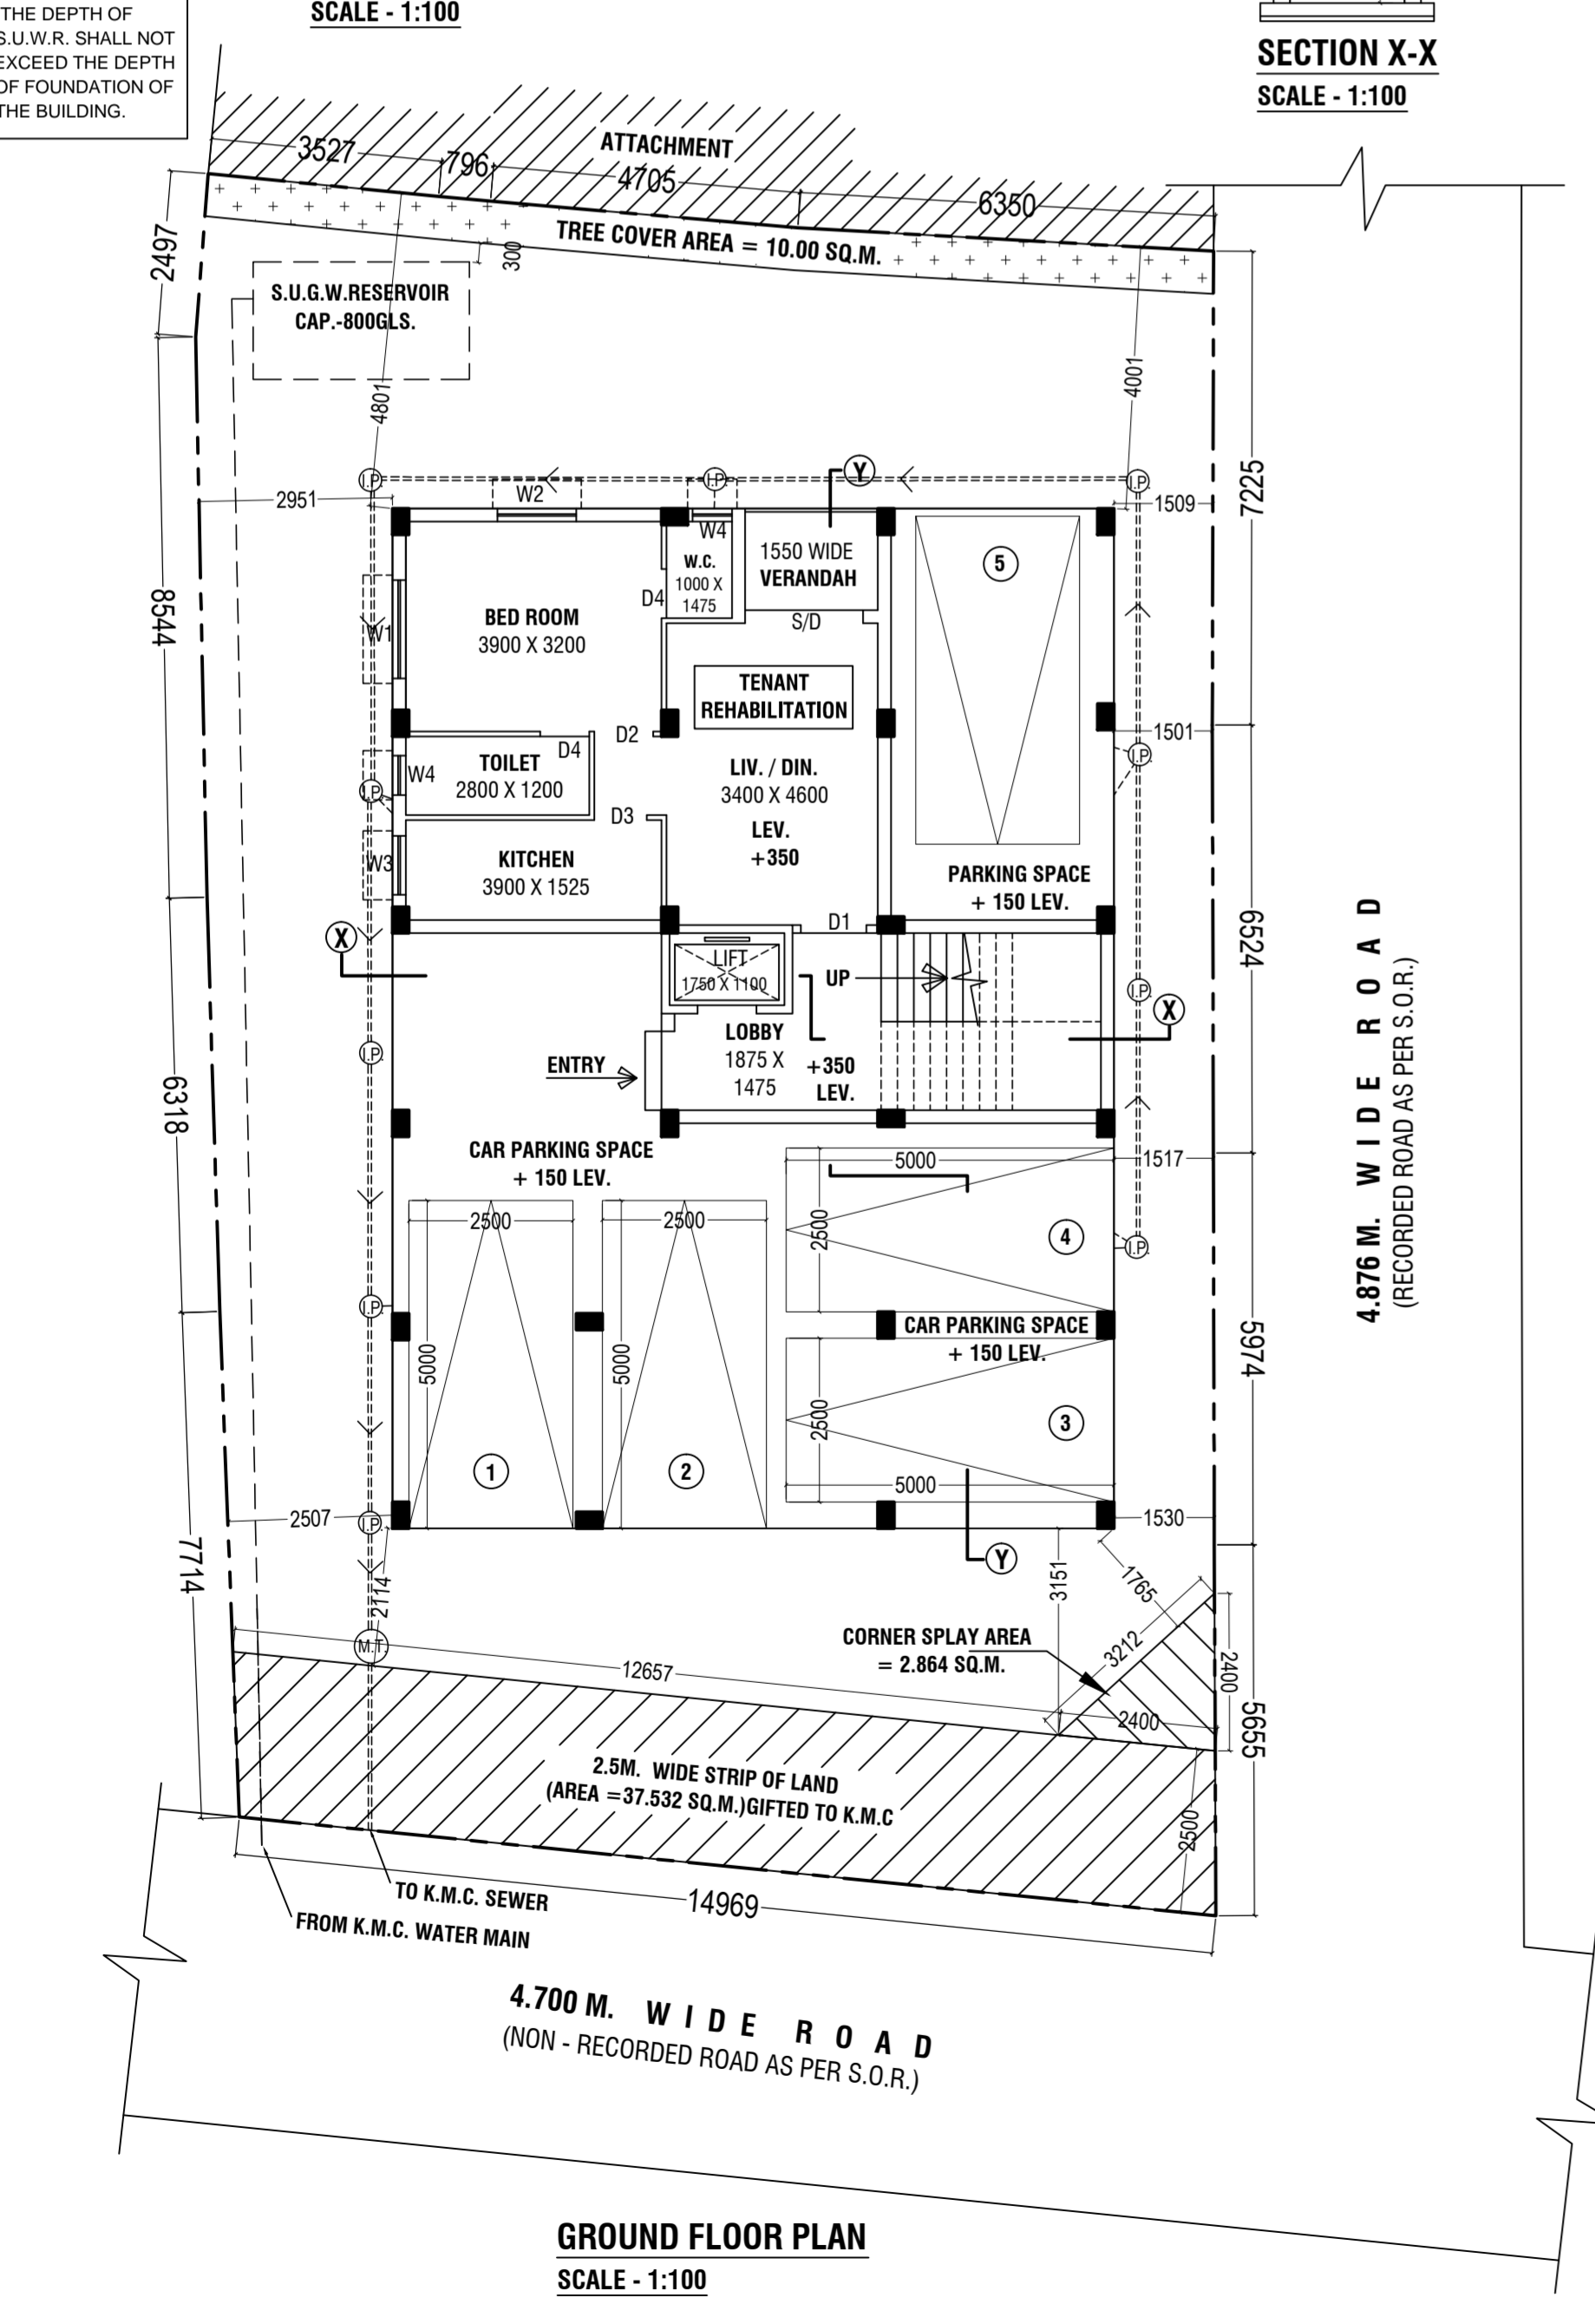 THE DEPTH OF
S.U.W.R. SHALL NOT
EXCEED THE DEPTH
OF FOUNDATION OF
THE BUILDING.
SCALE - 1:100
SECTION X-X
SCALE - 1:100
ATTACHMENT
3527
796
4705
6350
TREE COVER AREA = 10.00 SQ.M.
2497
300
S.U.G.W.RESERVOIR
CAP.-800GLS.
4801
4001
I.P.
I.P.
I.P.
Y
2951
W2
W4
1509
5227
1550 WIDE
VERANDAH
5
W.C.
1000 X
1475
D4
S/D
8544
W1
BED ROOM
3900 X 3200
TENANT
REHABILITATION
D2
1501
I.P.
TOILET
2800 X 1200
D4
W4
I.P.
LIV. / DIN.
3400 X 4600
D3
LEV.
+350
W3
KITCHEN
3900 X 1525
PARKING SPACE
+ 150 LEV.
D1
X
LIFT
1750 X 1100
UP
6524
I.P.
X
LOBBY
1875 X
1475
+350
LEV.
ENTRY
I.P.
6318
4.876 M. WIDE ROAD
(RECORDED ROAD AS PER S.O.R.)
CAR PARKING SPACE
+ 150 LEV.
5000
1517
2500
2500
2500
4
I.P.
I.P.
5000
5000
CAR PARKING SPACE
+ 150 LEV.
5974
2500
3
1
2
5000
2507
I.P.
1530
7714
2114
Y
3151
1765
M.T.
CORNER SPLAY AREA
= 2.864 SQ.M.
3212
2400
12657
2400
5655
2.5M. WIDE STRIP OF LAND
(AREA =37.532 SQ.M.)GIFTED TO K.M.C
2500
TO K.M.C. SEWER
14969
FROM K.M.C. WATER MAIN
4.700 M. WIDE ROAD
(NON - RECORDED ROAD AS PER S.O.R.)
GROUND FLOOR PLAN
SCALE - 1:100